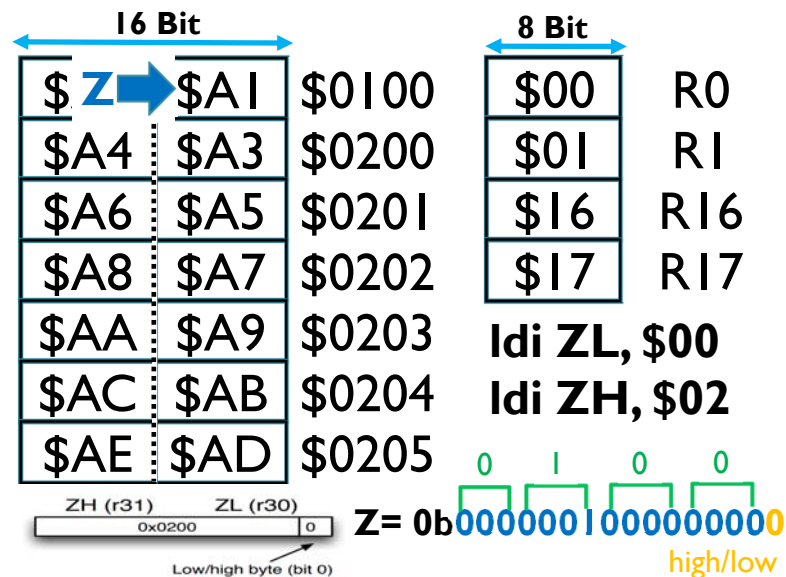 16 Bit 8 Bit
$ Z $A1 $0100 $00 R0
$A4 $A3 $0200 $01 R1
$A6 $A5 $0201 $16 R16
$A8 $A7 $0202 $17 R17
$AA $A9 $0203 ldi ZL, $00
$AC $AB $0204 ldi ZH, $02
$AE $AD $0205 0 1 0 0
ZH (r31) ZL (r30)
0x0200 0 Z= 0b0000001000000000
Low/high byte (bit 0) high/low